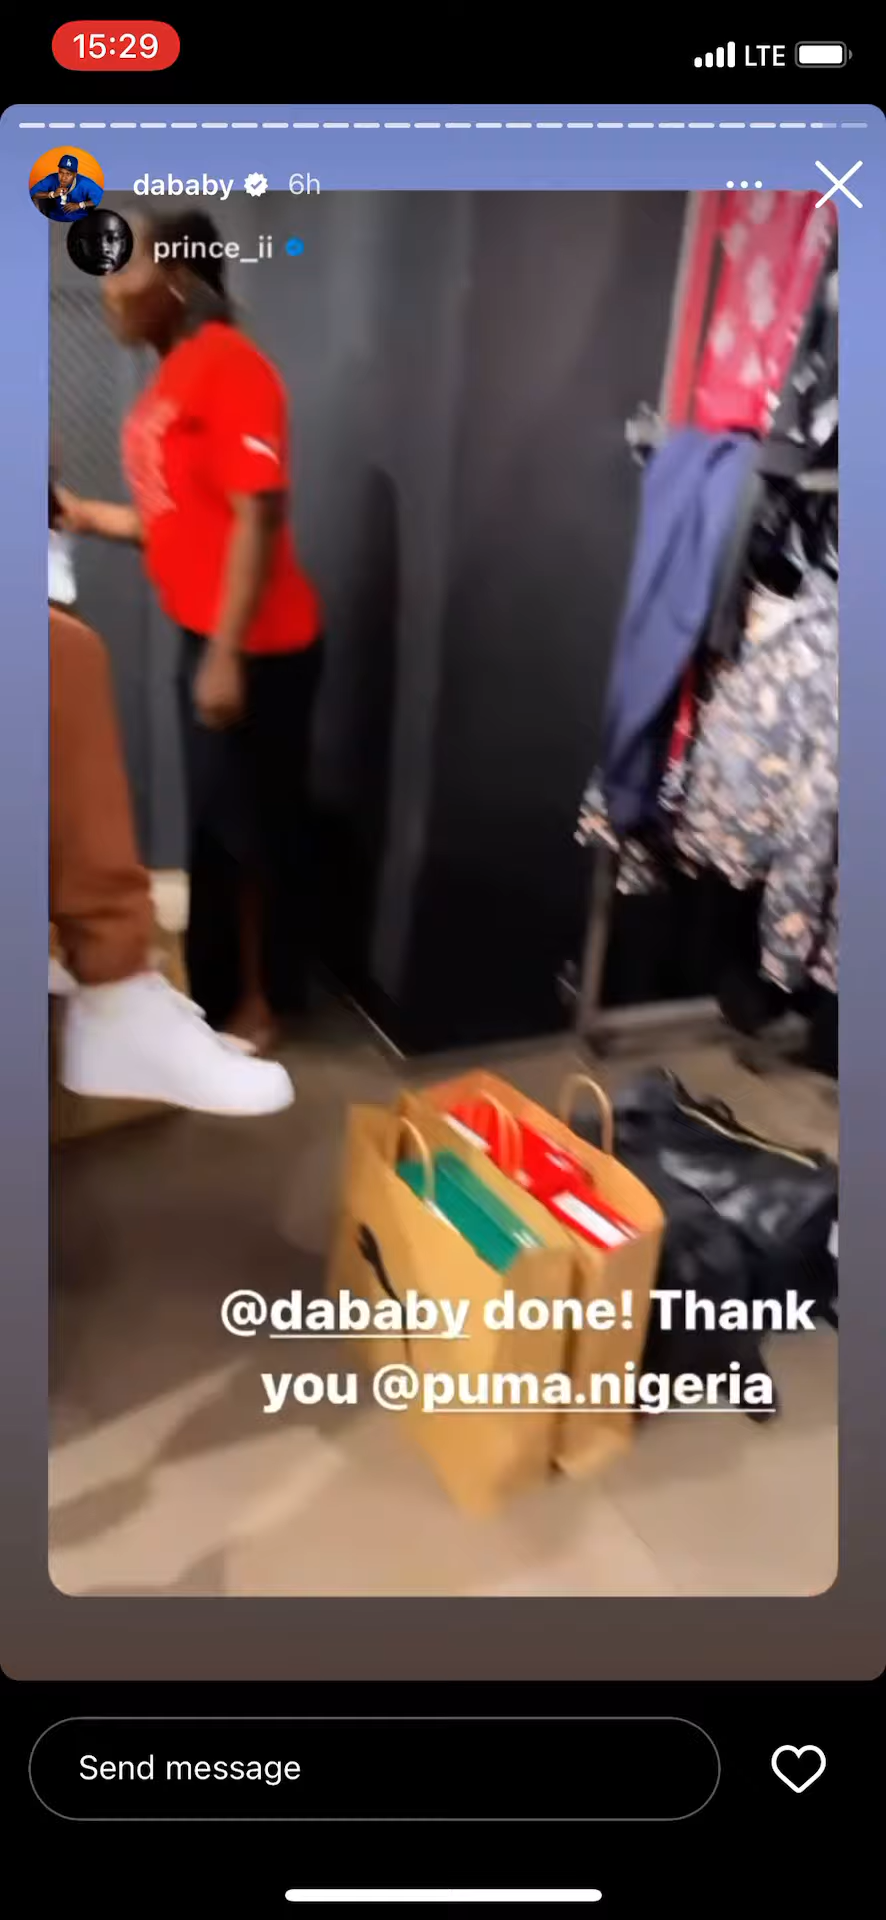 15:29
LTE
dababy 6h
prince_ii
@dababy done! Thank
you @puma.nigeria
Send message